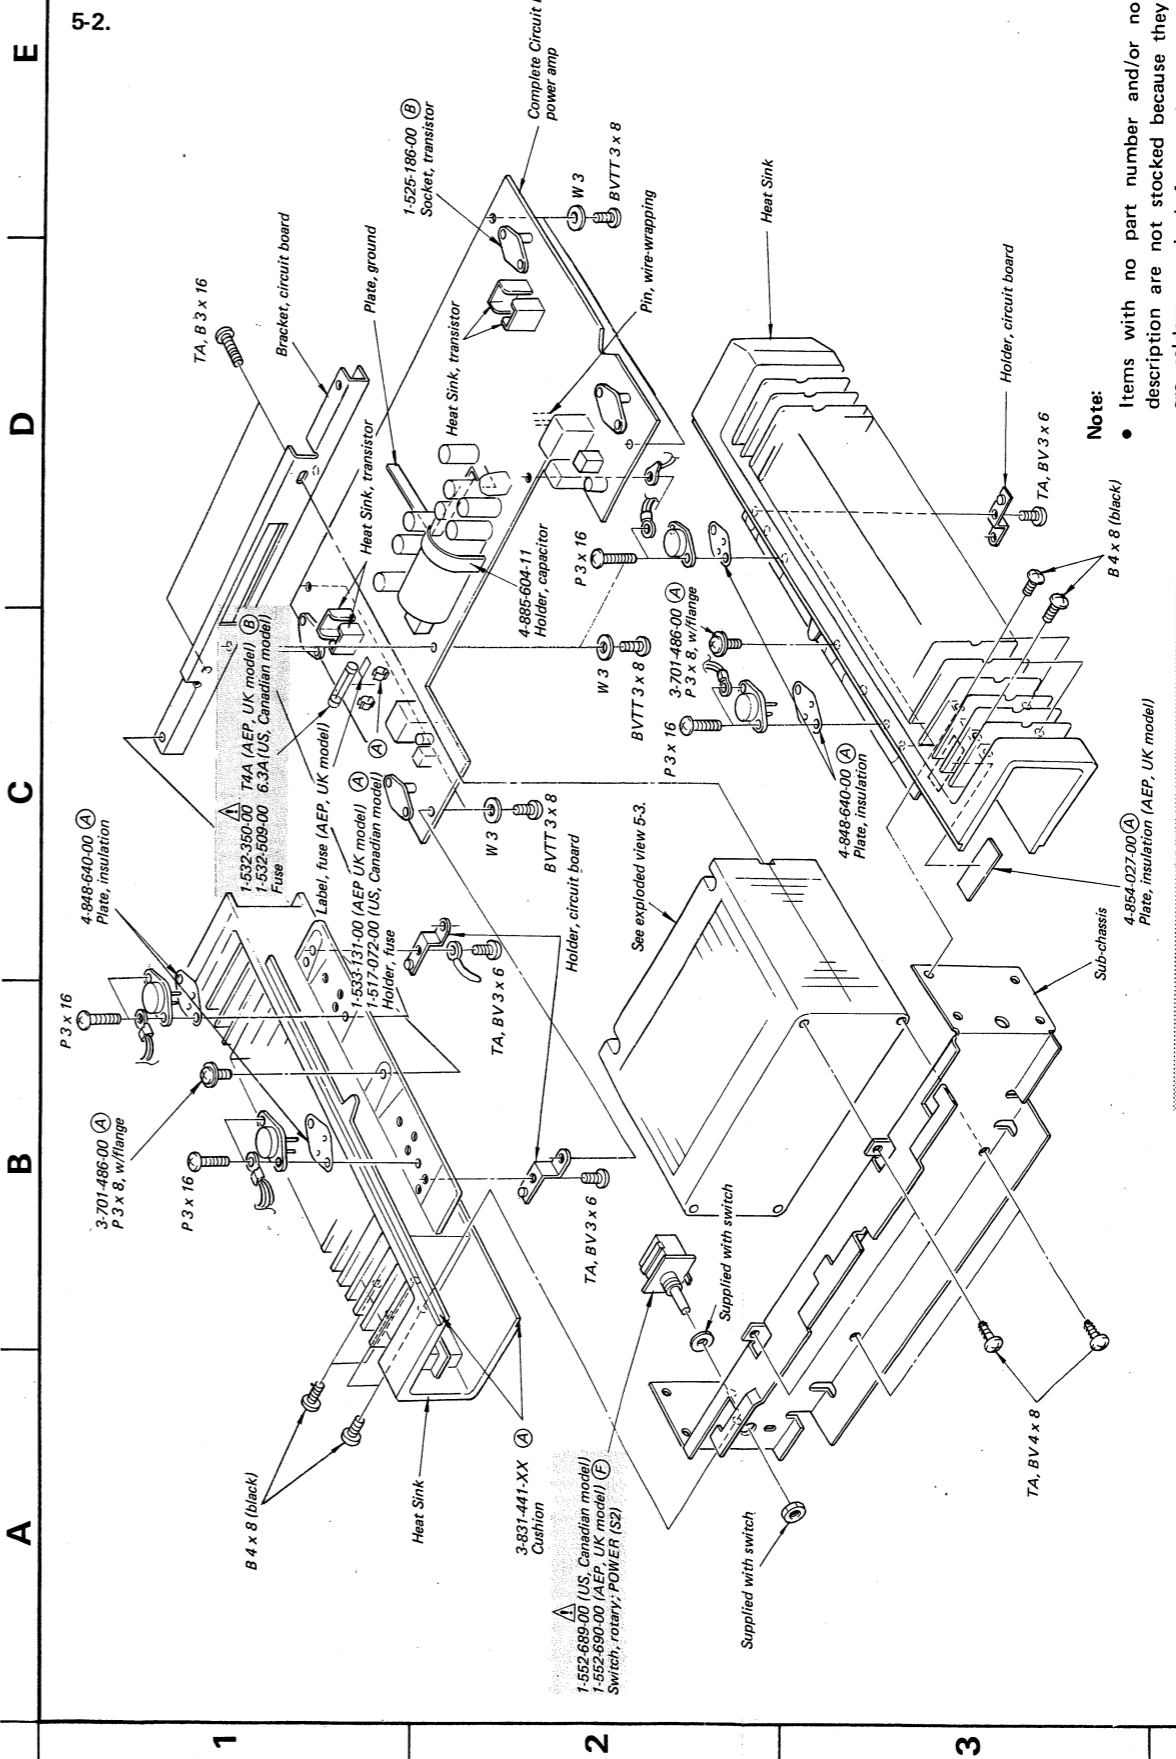 5-2.
E
D
C
B
A
1
2
3
TA, B 3 x 16
Bracket, circuit board
Plate, ground
Heat Sink, transistor
Heat Sink, transistor
1-525-186-00 Ⓑ
Socket, transistor
Complete Circuit
power amp
W 3
BVTT 3 x 8
Pin, wire-wrapping
Heat Sink
Holder, circuit board
TA, BV 3 x 6
B 4 x 8 (black)
Note:
• Items with no part number and/or no
description are not stocked because they
4-885-604-11
Holder, capacitor
P 3 x 16
W 3
BVTT 3 x 8
3-701-486-00 Ⓐ
P 3 x 8, w/flange
P 3 x 16
4-848-640-00 Ⓐ
Plate, insulation
4-848-640-00 Ⓐ
Plate, insulation
⚠
1-532-350-00 T4A (AEP, UK model) Ⓑ
1-532-509-00 6.3A (US, Canadian model)
Fuse
Label, fuse (AEP, UK model)
Ⓐ
1-533-131-00 (AEP UK model) Ⓐ
1-517-072-00 (US, Canadian model)
Holder, fuse
W 3
BVTT 3 x 8
Holder, circuit board
TA, BV 3 x 6
See exploded view 5-3.
4-854-027-00 Ⓐ
Plate, insulation (AEP, UK model)
Sub-chassis
P 3 x 16
3-701-486-00 Ⓐ
P 3 x 8, w/flange
P 3 x 16
TA, BV 3 x 6
Supplied with switch
B 4 x 8 (black)
Heat Sink
3-831-441-XX Ⓐ
Cushion
⚠
1-552-689-00 (US, Canadian model)
1-552-690-00 (AEP, UK model) Ⓕ
Switch, rotary; POWER (S2)
Supplied with switch
TA, BV 4 x 8